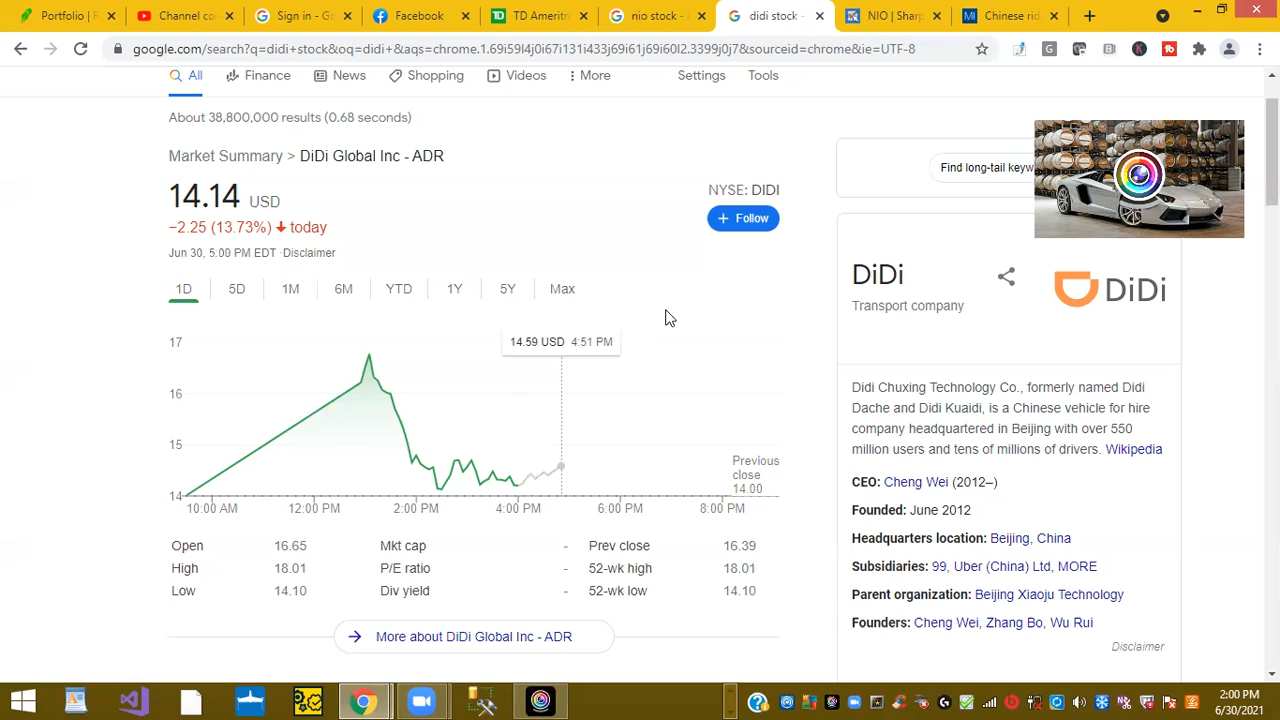 Portfolio | R
Channel co
Sign in - Go
Facebook
TD Ameritr
nio stock -
didi stock -
NIO | Sharp
Chinese rid
google.com/search?q=didi+stock&oq=didi+&aqs=chrome.1.69i59l4j0i67i131i433j69i61j69i60l2.3399j0j7&sourceid=chrome&ie=UTF-8
All
Finance
News
Shopping
Videos
More
Settings
Tools
About 38,800,000 results (0.68 seconds)
Market Summary > DiDi Global Inc - ADR
14.14 USD
NYSE: DIDI
−2.25 (13.73%) today
+ Follow
Jun 30, 5:00 PM EDT · Disclaimer
1D 5D 1M 6M YTD 1Y 5Y Max
14.59 USD 4:51 PM
17
16
15
14
Previous
close
14.00
10:00 AM 12:00 PM 2:00 PM 4:00 PM 6:00 PM 8:00 PM
Open 16.65 Mkt cap - Prev close 16.39
High 18.01 P/E ratio - 52-wk high 18.01
Low 14.10 Div yield - 52-wk low 14.10
More about DiDi Global Inc - ADR
Find long-tail keyw
DiDi
Transport company
DiDi
Didi Chuxing Technology Co., formerly named Didi
Dache and Didi Kuaidi, is a Chinese vehicle for hire
company headquartered in Beijing with over 550
million users and tens of millions of drivers. Wikipedia
CEO: Cheng Wei (2012–)
Founded: June 2012
Headquarters location: Beijing, China
Subsidiaries: 99, Uber (China) Ltd, MORE
Parent organization: Beijing Xiaoju Technology
Founders: Cheng Wei, Zhang Bo, Wu Rui
Disclaimer
2:00 PM
6/30/2021